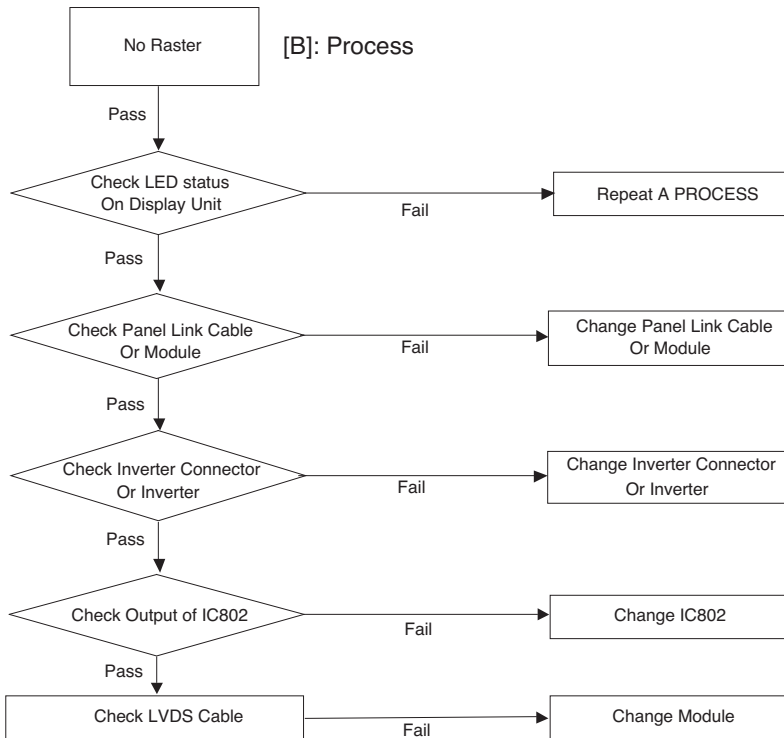 No Raster
[B]: Process
Pass
Check LED status
On Display Unit
Fail
Repeat A PROCESS
Pass
Check Panel Link Cable
Or Module
Fail
Change Panel Link Cable
Or Module
Pass
Check Inverter Connector
Or Inverter
Fail
Change Inverter Connector
Or Inverter
Pass
Check Output of IC802
Fail
Change IC802
Pass
Check LVDS Cable
Fail
Change Module